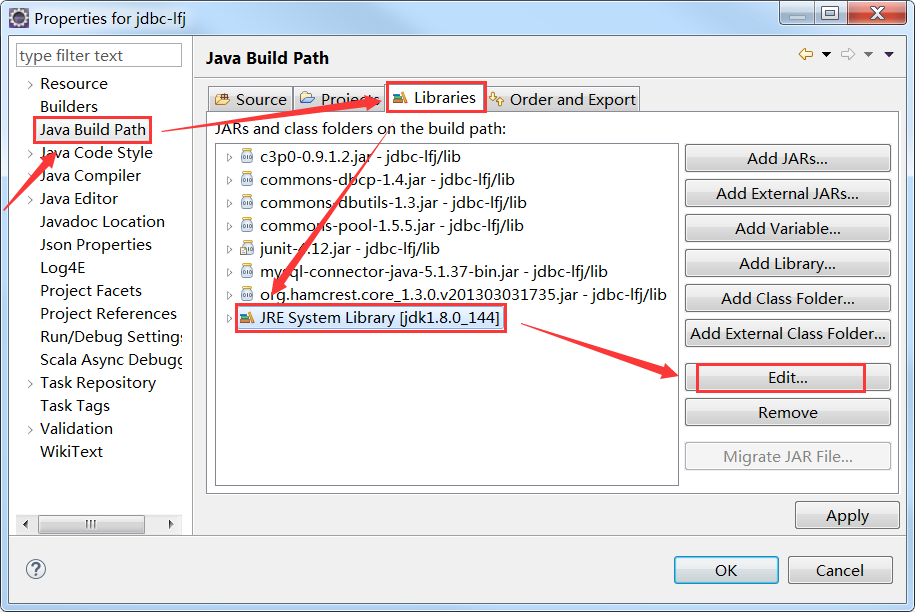 Properties for jdbc-lfj
type filter text
Resource
Builders
Java Build Path
Java Code Style
Java Compiler
Java Editor
Javadoc Location
Json Properties
Log4E
Project Facets
Project References
Run/Debug Settings
Scala Async Debugg
Task Repository
Task Tags
Validation
WikiText
Java Build Path
Source
Projects
Libraries
Order and Export
JARs and class folders on the build path:
c3p0-0.9.1.2.jar - jdbc-lfj/lib
commons-dbcp-1.4.jar - jdbc-lfj/lib
commons-dbutils-1.3.jar - jdbc-lfj/lib
commons-pool-1.5.5.jar - jdbc-lfj/lib
junit-4.12.jar - jdbc-lfj/lib
mysql-connector-java-5.1.37-bin.jar - jdbc-lfj/lib
org.hamcrest.core_1.3.0.v201303031735.jar - jdbc-lfj/lib
JRE System Library [jdk1.8.0_144]
Add JARs...
Add External JARs...
Add Variable...
Add Library...
Add Class Folder...
Add External Class Folder...
Edit...
Remove
Migrate JAR File...
Apply
OK
Cancel